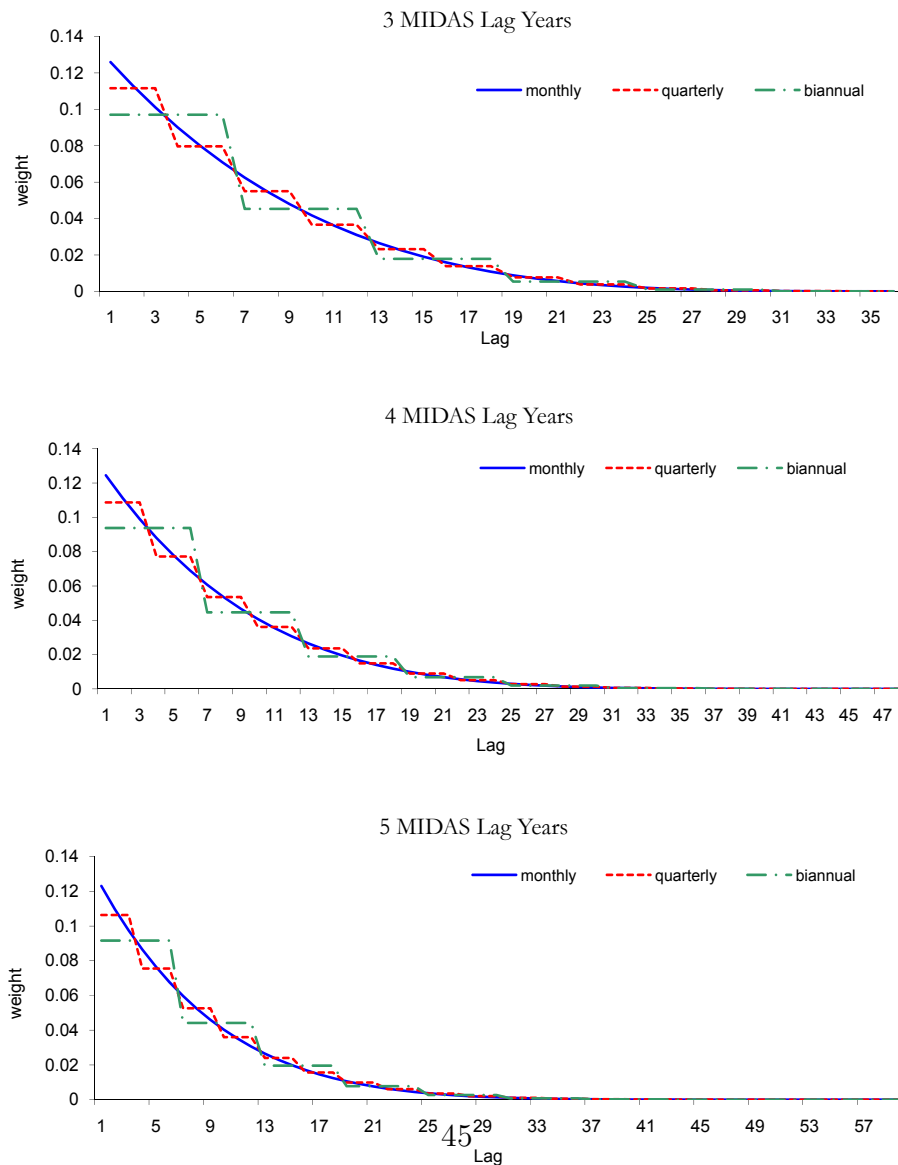 3 MIDAS Lag Years
0.14
monthly quarterly biannual
0.12
0.1
0.08
0.06
0.04
0.02
0
weight
1 3 5 7 9 11 13 15 17 19 21 23 25 27 29 31 33 35
Lag
4 MIDAS Lag Years
0.14
monthly quarterly biannual
0.12
0.1
0.08
0.06
0.04
0.02
0
weight
1 3 5 7 9 11 13 15 17 19 21 23 25 27 29 31 33 35 37 39 41 43 45 47
Lag
5 MIDAS Lag Years
0.14
monthly quarterly biannual
0.12
0.1
0.08
0.06
0.04
0.02
0
weight
1 5 9 13 17 21 25 29 33 37 41 45 49 53 57
45
Lag